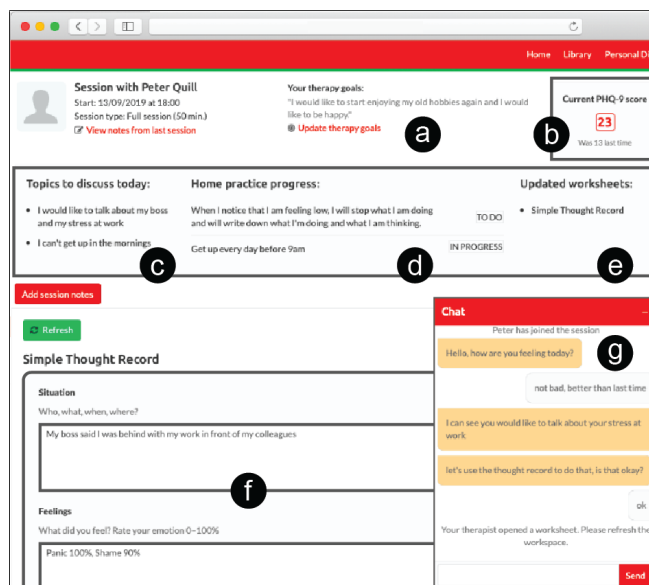 Home Library Personal Di
Session with Peter Quill
Start: 13/09/2019 at 18:00
Session type: Full session (50 min.)
View notes from last session
Your therapy goals:
"I would like to start enjoying my old hobbies again and I would
like to be happy."
Update therapy goals
a
Current PHQ-9 score
23
Was 13 last time
b
Topics to discuss today:
I would like to talk about my boss
and my stress at work
I can't get up in the mornings
c
Home practice progress:
When I notice that I am feeling low, I will stop what I am doing
and will write down what I'm doing and what I am thinking.
TO DO
Get up every day before 9am
IN PROGRESS
d
Updated worksheets:
Simple Thought Record
e
Add session notes
Refresh
Simple Thought Record
Situation
Who, what, when, where?
My boss said I was behind with my work in front of my colleagues
f
Feelings
What did you feel? Rate your emotion 0–100%
Panic 100%, Shame 90%
Chat
Peter has joined the session
g
Hello, how are you feeling today?
not bad, better than last time
I can see you would like to talk about your stress at
work
let's use the thought record to do that, is that okay?
ok
Your therapist opened a worksheet. Please refresh the
workspace.
Send